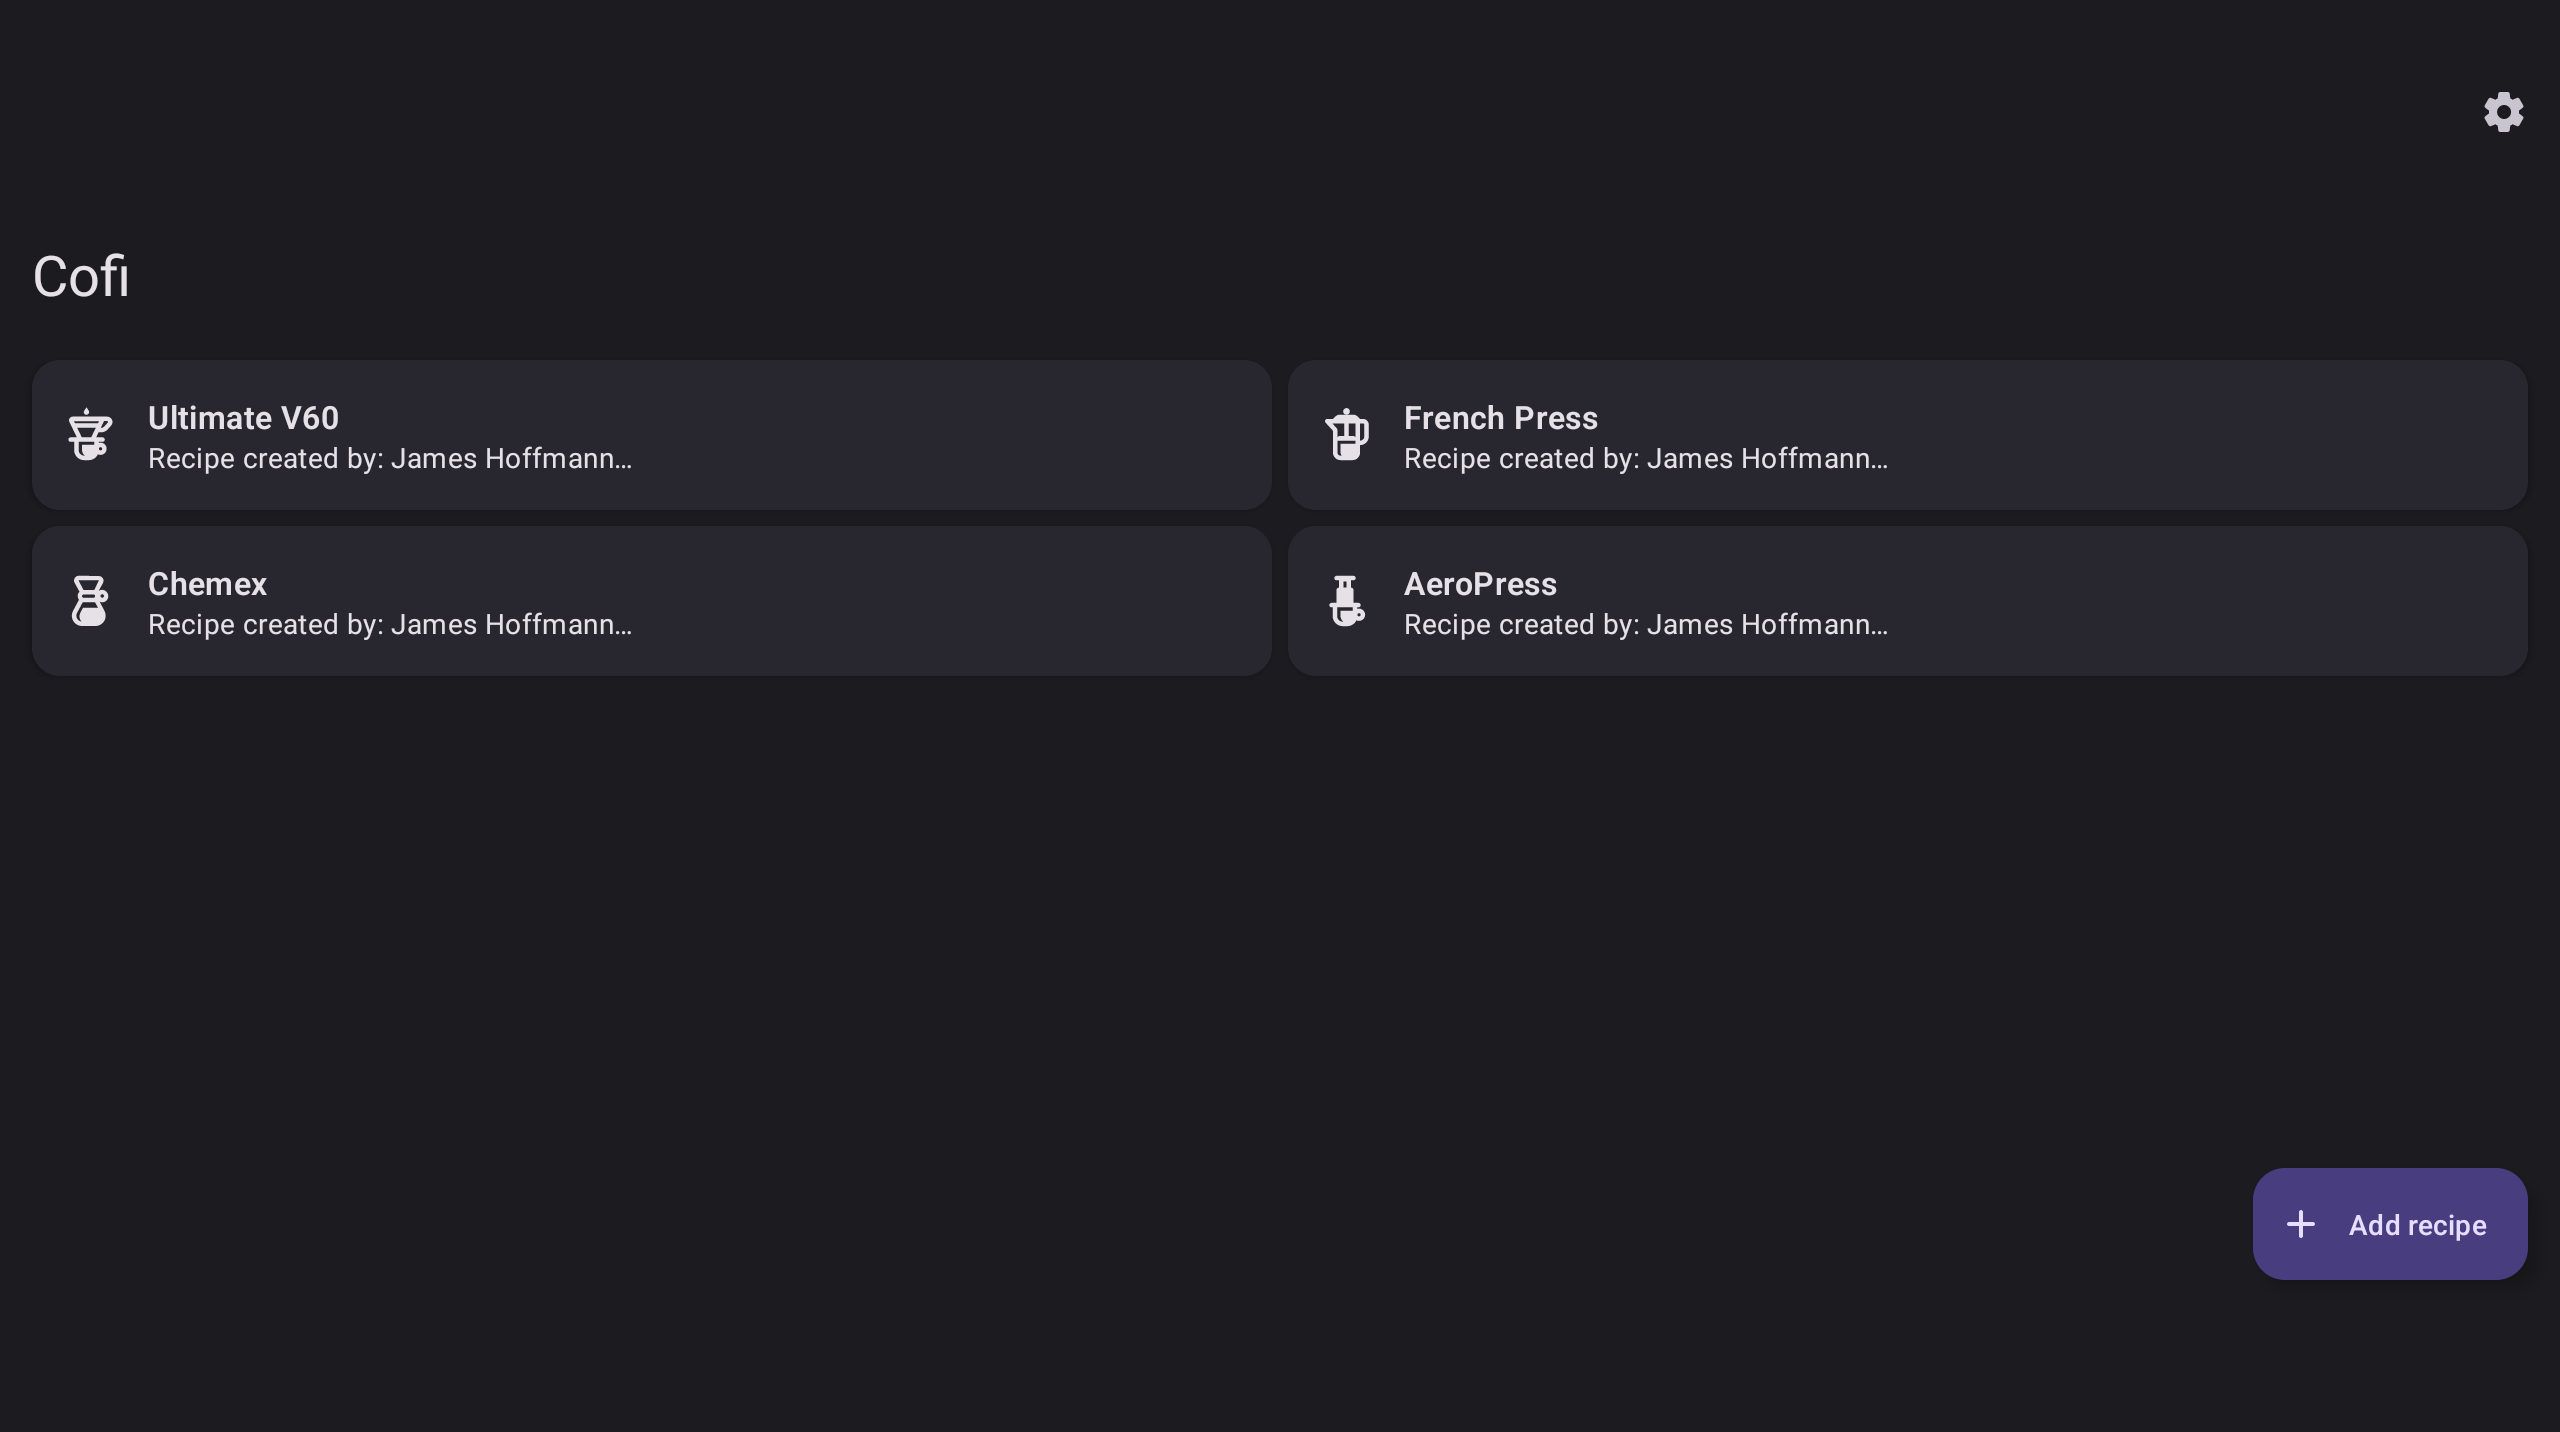 Cofi
Ultimate V60
Recipe created by: James Hoffmann…
French Press
Recipe created by: James Hoffmann…
Chemex
Recipe created by: James Hoffmann…
AeroPress
Recipe created by: James Hoffmann…
Add recipe